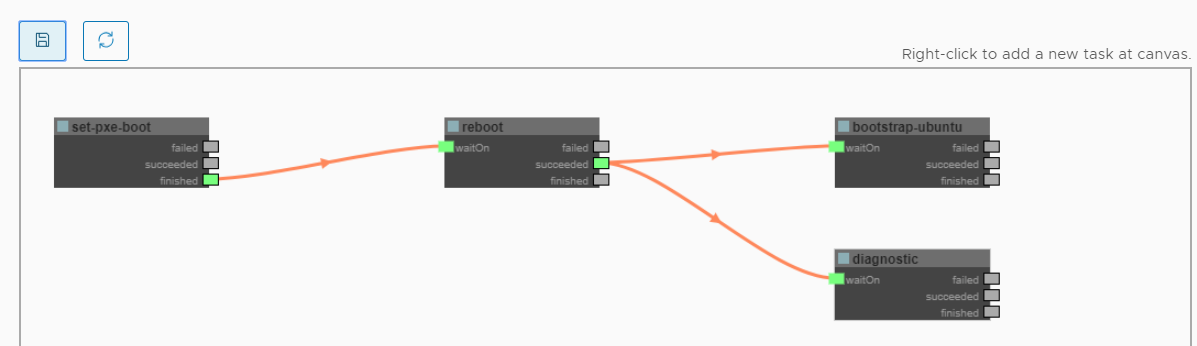 Right-click to add a new task at canvas.
set-pxe-boot
failed
succeeded
finished
reboot
waitOn failed
succeeded
finished
bootstrap-ubuntu
waitOn failed
succeeded
finished
diagnostic
waitOn failed
succeeded
finished